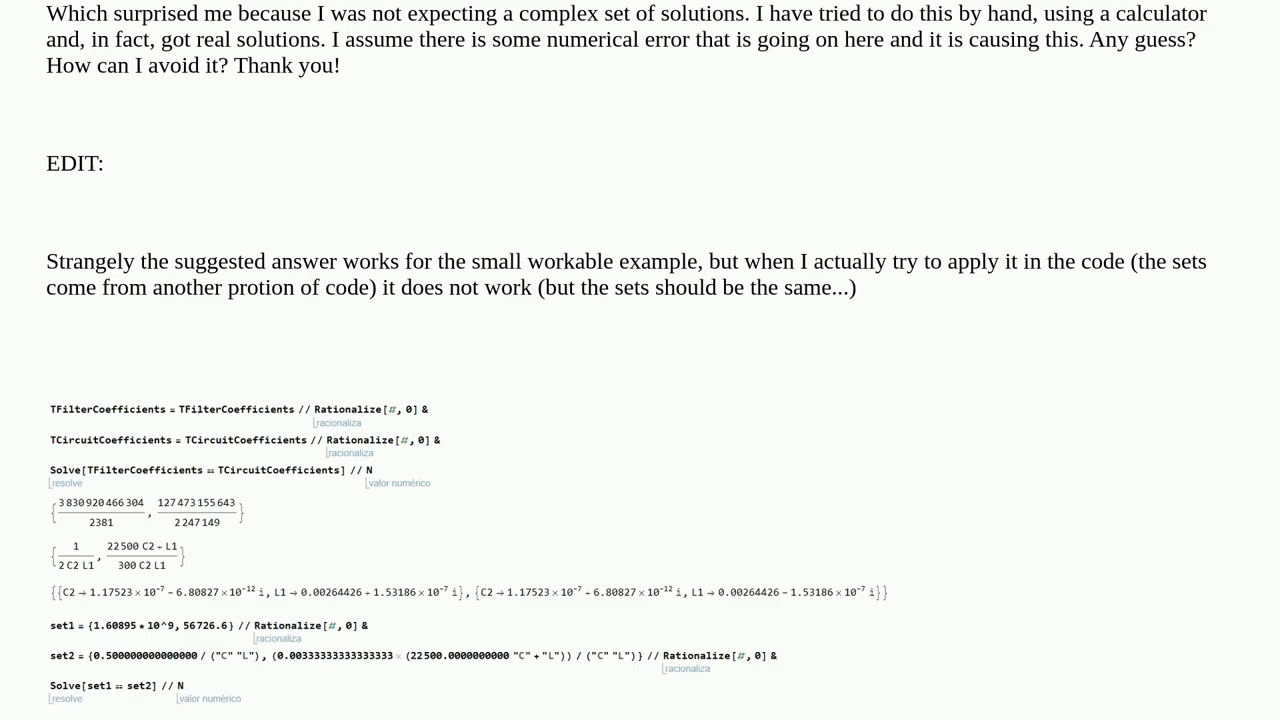 Which surprised me because I was not expecting a complex set of solutions. I have tried to do this by hand, using a calculator
and, in fact, got real solutions. I assume there is some numerical error that is going on here and it is causing this. Any guess?
How can I avoid it? Thank you!
EDIT:
Strangely the suggested answer works for the small workable example, but when I actually try to apply it in the code (the sets
come from another protion of code) it does not work (but the sets should be the same...)
TFilterCoefficients = TFilterCoefficients // Rationalize[#, 0] &
racionaliza
TCircuitCoefficients = TCircuitCoefficients // Rationalize[#, 0] &
racionaliza
Solve[TFilterCoefficients == TCircuitCoefficients] // N
resolve valor numérico
{3 830 920 466 304 / 2381, 127 473 155 643 / 2 247 149}
{1 / 2 C2 L1, 22 500 C2 + L1 / 300 C2 L1}
{{C2 → 1.17523 × 10^-7 - 6.80827 × 10^-12 i, L1 → 0.00264426 + 1.53186 × 10^-7 i}, {C2 → 1.17523 × 10^-7 + 6.80827 × 10^-12 i, L1 → 0.00264426 - 1.53186 × 10^-7 i}}
set1 = {1.60895 * 10^9, 56726.6} // Rationalize[#, 0] &
racionaliza
set2 = {0.500000000000000 / ("C" "L"), (0.00333333333333333 × (22500.0000000000 "C" + "L")) / ("C" "L")} // Rationalize[#, 0] &
racionaliza
Solve[set1 == set2] // N
resolve valor numérico